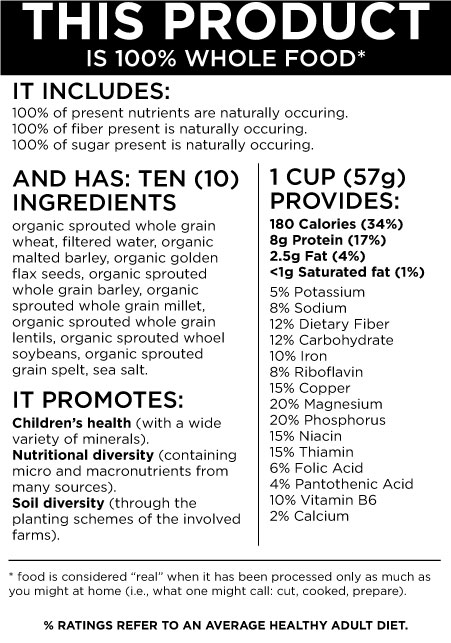 THIS PRODUCT
IS 100% WHOLE FOOD*
IT INCLUDES:
100% of present nutrients are naturally occuring.
100% of fiber present is naturally occuring.
100% of sugar present is naturally occuring.
AND HAS: TEN (10)
INGREDIENTS
organic sprouted whole grain
wheat, filtered water, organic
malted barley, organic golden
flax seeds, organic sprouted
whole grain barley, organic
sprouted whole grain millet,
organic sprouted whole grain
lentils, organic sprouted whoel
soybeans, organic sprouted
grain spelt, sea salt.
IT PROMOTES:
Children's health (with a wide
variety of minerals).
Nutritional diversity (containing
micro and macronutrients from
many sources).
Soil diversity (through the
planting schemes of the involved
farms).
1 CUP (57g)
PROVIDES:
180 Calories (34%)
8g Protein (17%)
2.5g Fat (4%)
<1g Saturated fat (1%)
5% Potassium
8% Sodium
12% Dietary Fiber
12% Carbohydrate
10% Iron
8% Riboflavin
15% Copper
20% Magnesium
20% Phosphorus
15% Niacin
15% Thiamin
6% Folic Acid
4% Pantothenic Acid
10% Vitamin B6
2% Calcium
* food is considered “real” when it has been processed only as much as
you might at home (i.e., what one might call: cut, cooked, prepare).
% RATINGS REFER TO AN AVERAGE HEALTHY ADULT DIET.